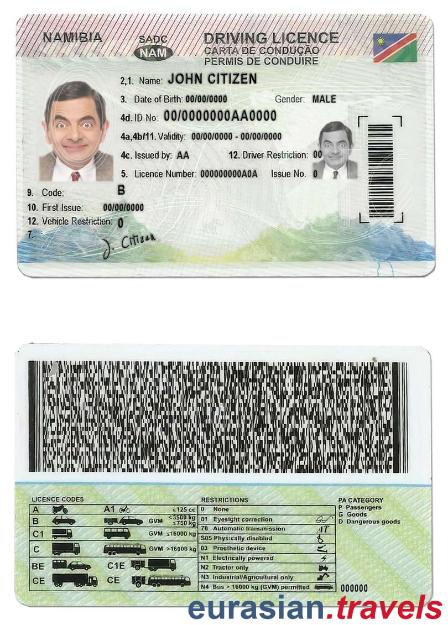 NAMIBIA
SADC
NAM
DRIVING LICENCE
CARTA DE CONDUÇÃO
PERMIS DE CONDUIRE
2,1. Name: JOHN CITIZEN
3. Date of Birth: 00/00/0000 Gender: MALE
4d. ID No: 00/0000000AA0000
4a,4b/11. Validity: 00/00/0000 - 00/00/0000
4c. Issued by: AA 12. Driver Restriction: 00
5. Licence Number: 000000000A0A Issue No. 0
9. Code: B
10. First Issue: 00/00/0000
12. Vehicle Restriction: 0
7.
J. Citizen
LICENCE CODES
A A1 ≤125 cc
B GVM ≤3500 kg ≤750 kg
C1 GVM ≤16000 kg
C GVM >16000 kg
BE C1E
CE CE
RESTRICTIONS
0 None
01 Eyesight correction
78 Automatic transmission AT
S05 Physically disabled
03 Prosthetic device
N1 Electrically powered
N2 Tractor only
N3 Industrial/Agricultural only
N4 Bus > 16000 kg (GVM) permitted
PA CATEGORY
P Passengers
G Goods
D Dangerous goods
000000
eurasian.travels